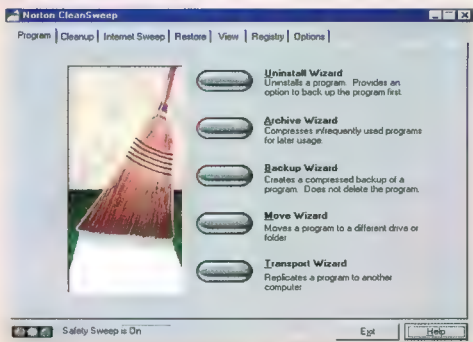 Norton CleanSweep
Program Cleanup Internet Sweep Restore View Registry Options
Uninstall Wizard
Uninstalls a program. Provides an
option to back up the program first.
Archive Wizard
Compresses infrequently used programs
for later usage.
Backup Wizard
Creates a compressed backup of a
program. Does not delete the program.
Move Wizard
Moves a program to a different drive or
folder.
Transport Wizard
Replicates a program to another
computer
Safety Sweep is On
Exit Help